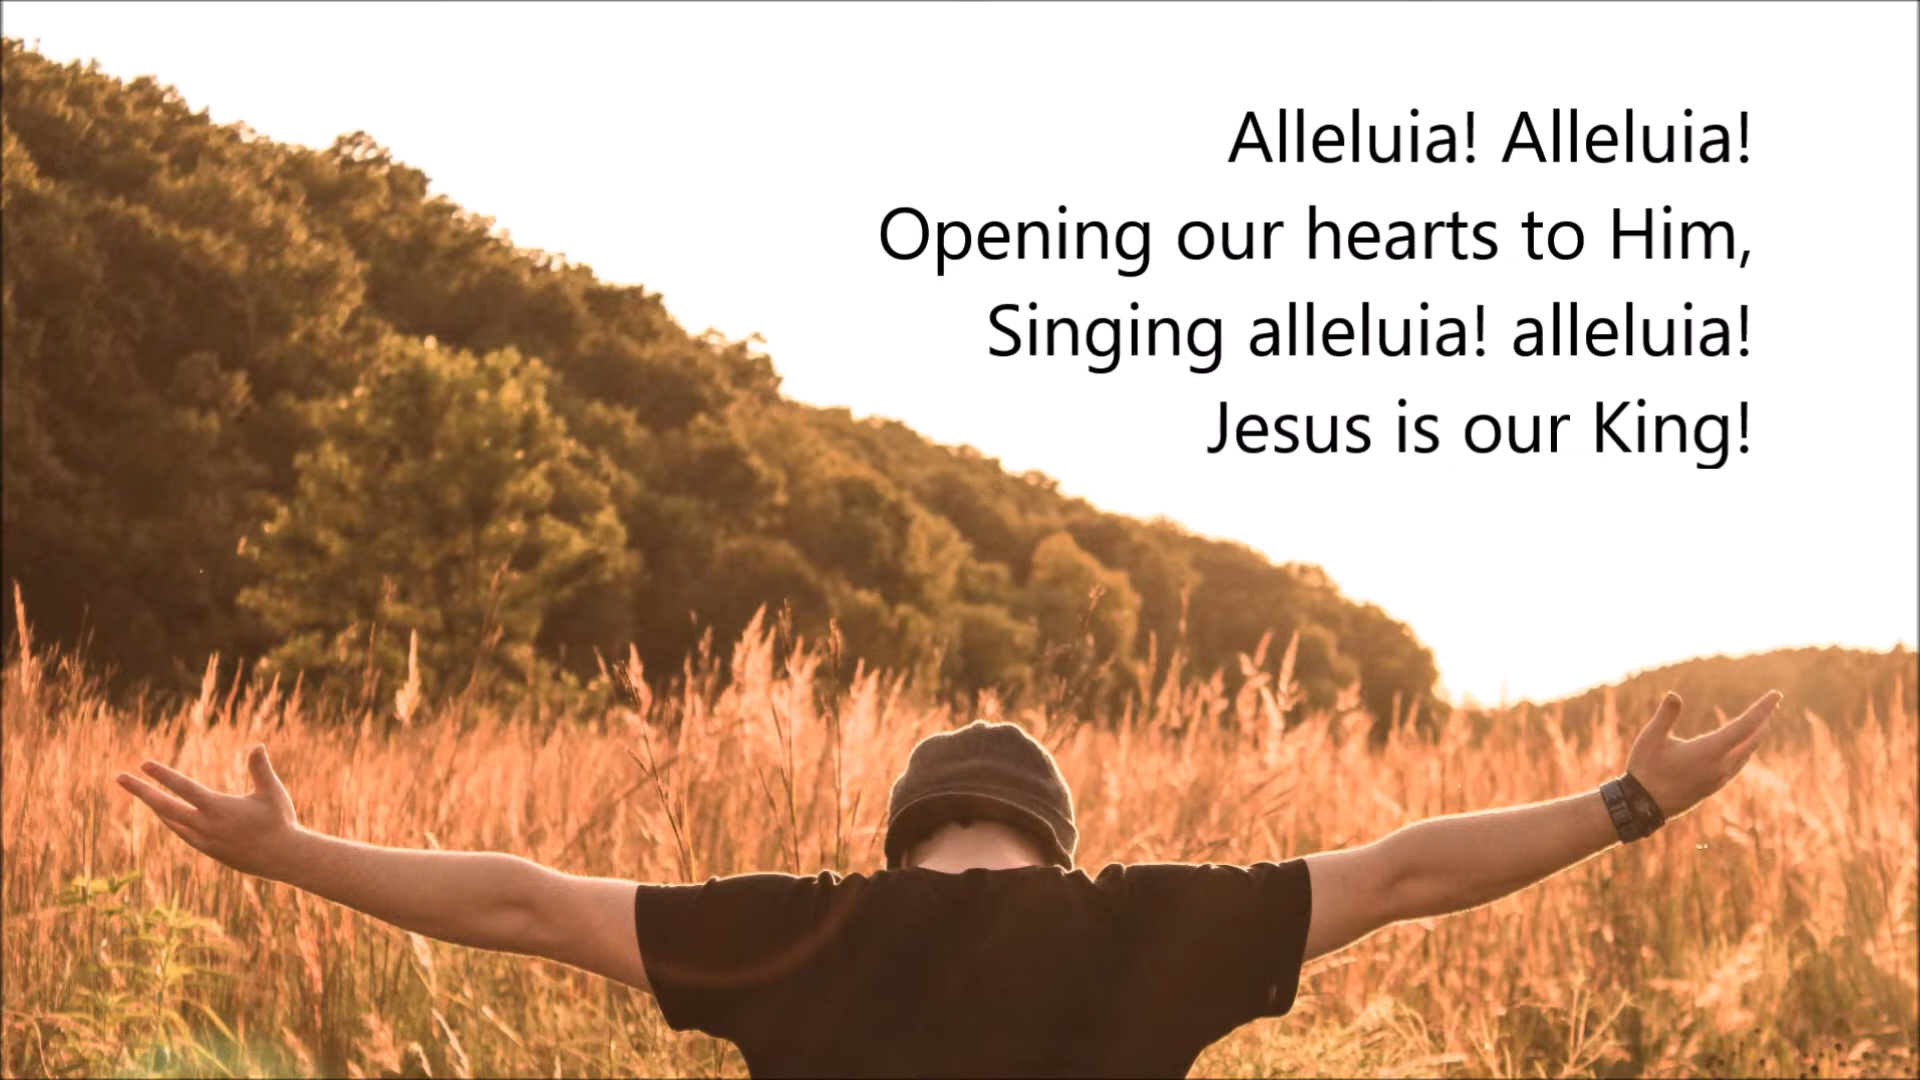 Alleluia! Alleluia!
Opening our hearts to Him,
Singing alleluia! alleluia!
Jesus is our King!